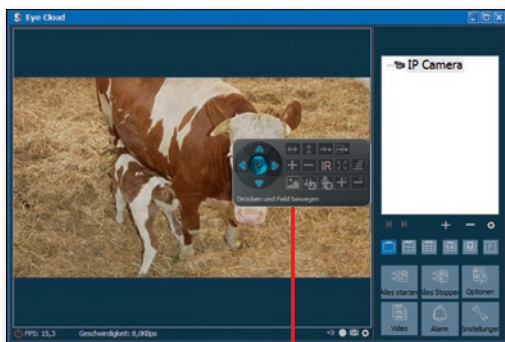 Eye Cloud
IP Camera
IR
Drücken und Feld bewegen
Alles starten
Alles Stoppen
Optionen
Video
Alarm
Einstellungen
FPS: 15,3
Geschwindigkeit: 8,0KBps